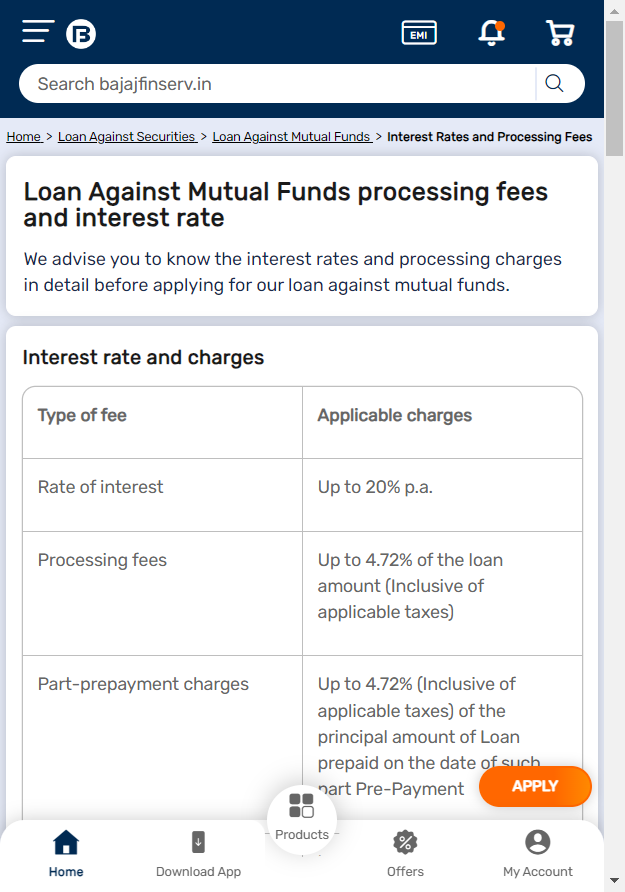 EMI
Search bajajfinserv.in
Home > Loan Against Securities > Loan Against Mutual Funds > Interest Rates and Processing Fees
Loan Against Mutual Funds processing fees
and interest rate
We advise you to know the interest rates and processing charges
in detail before applying for our loan against mutual funds.
Interest rate and charges
Type of fee
Applicable charges
Rate of interest
Up to 20% p.a.
Processing fees
Up to 4.72% of the loan
amount (Inclusive of
applicable taxes)
Part-prepayment charges
Up to 4.72% (Inclusive of
applicable taxes) of the
principal amount of Loan
prepaid on the date of such
part Pre-Payment
APPLY
Home
Download App
Products
Offers
My Account